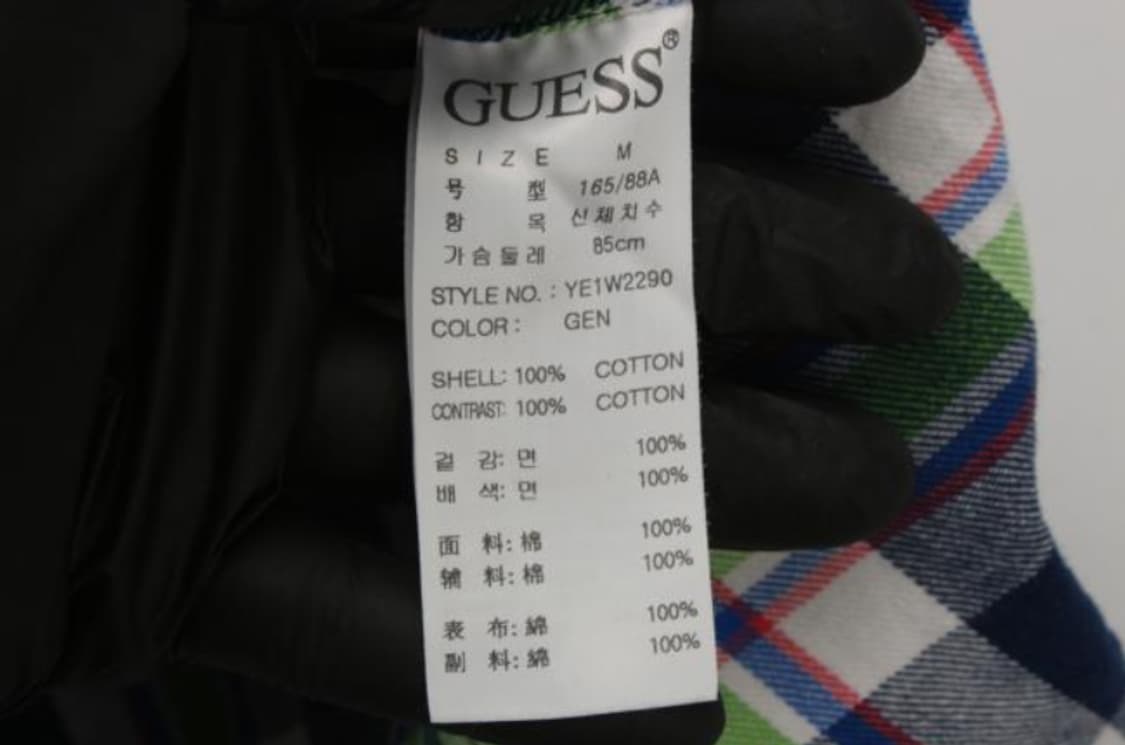 GUESS®
SIZE M
号型 165/88A
항목 신체치수
가슴둘레 85cm
STYLE NO. : YE1W2290
COLOR : GEN
SHELL: 100% COTTON
CONTRAST: 100% COTTON
겉감: 면 100%
배색: 면 100%
面料: 棉 100%
辅料: 棉 100%
表布: 綿 100%
副料: 綿 100%